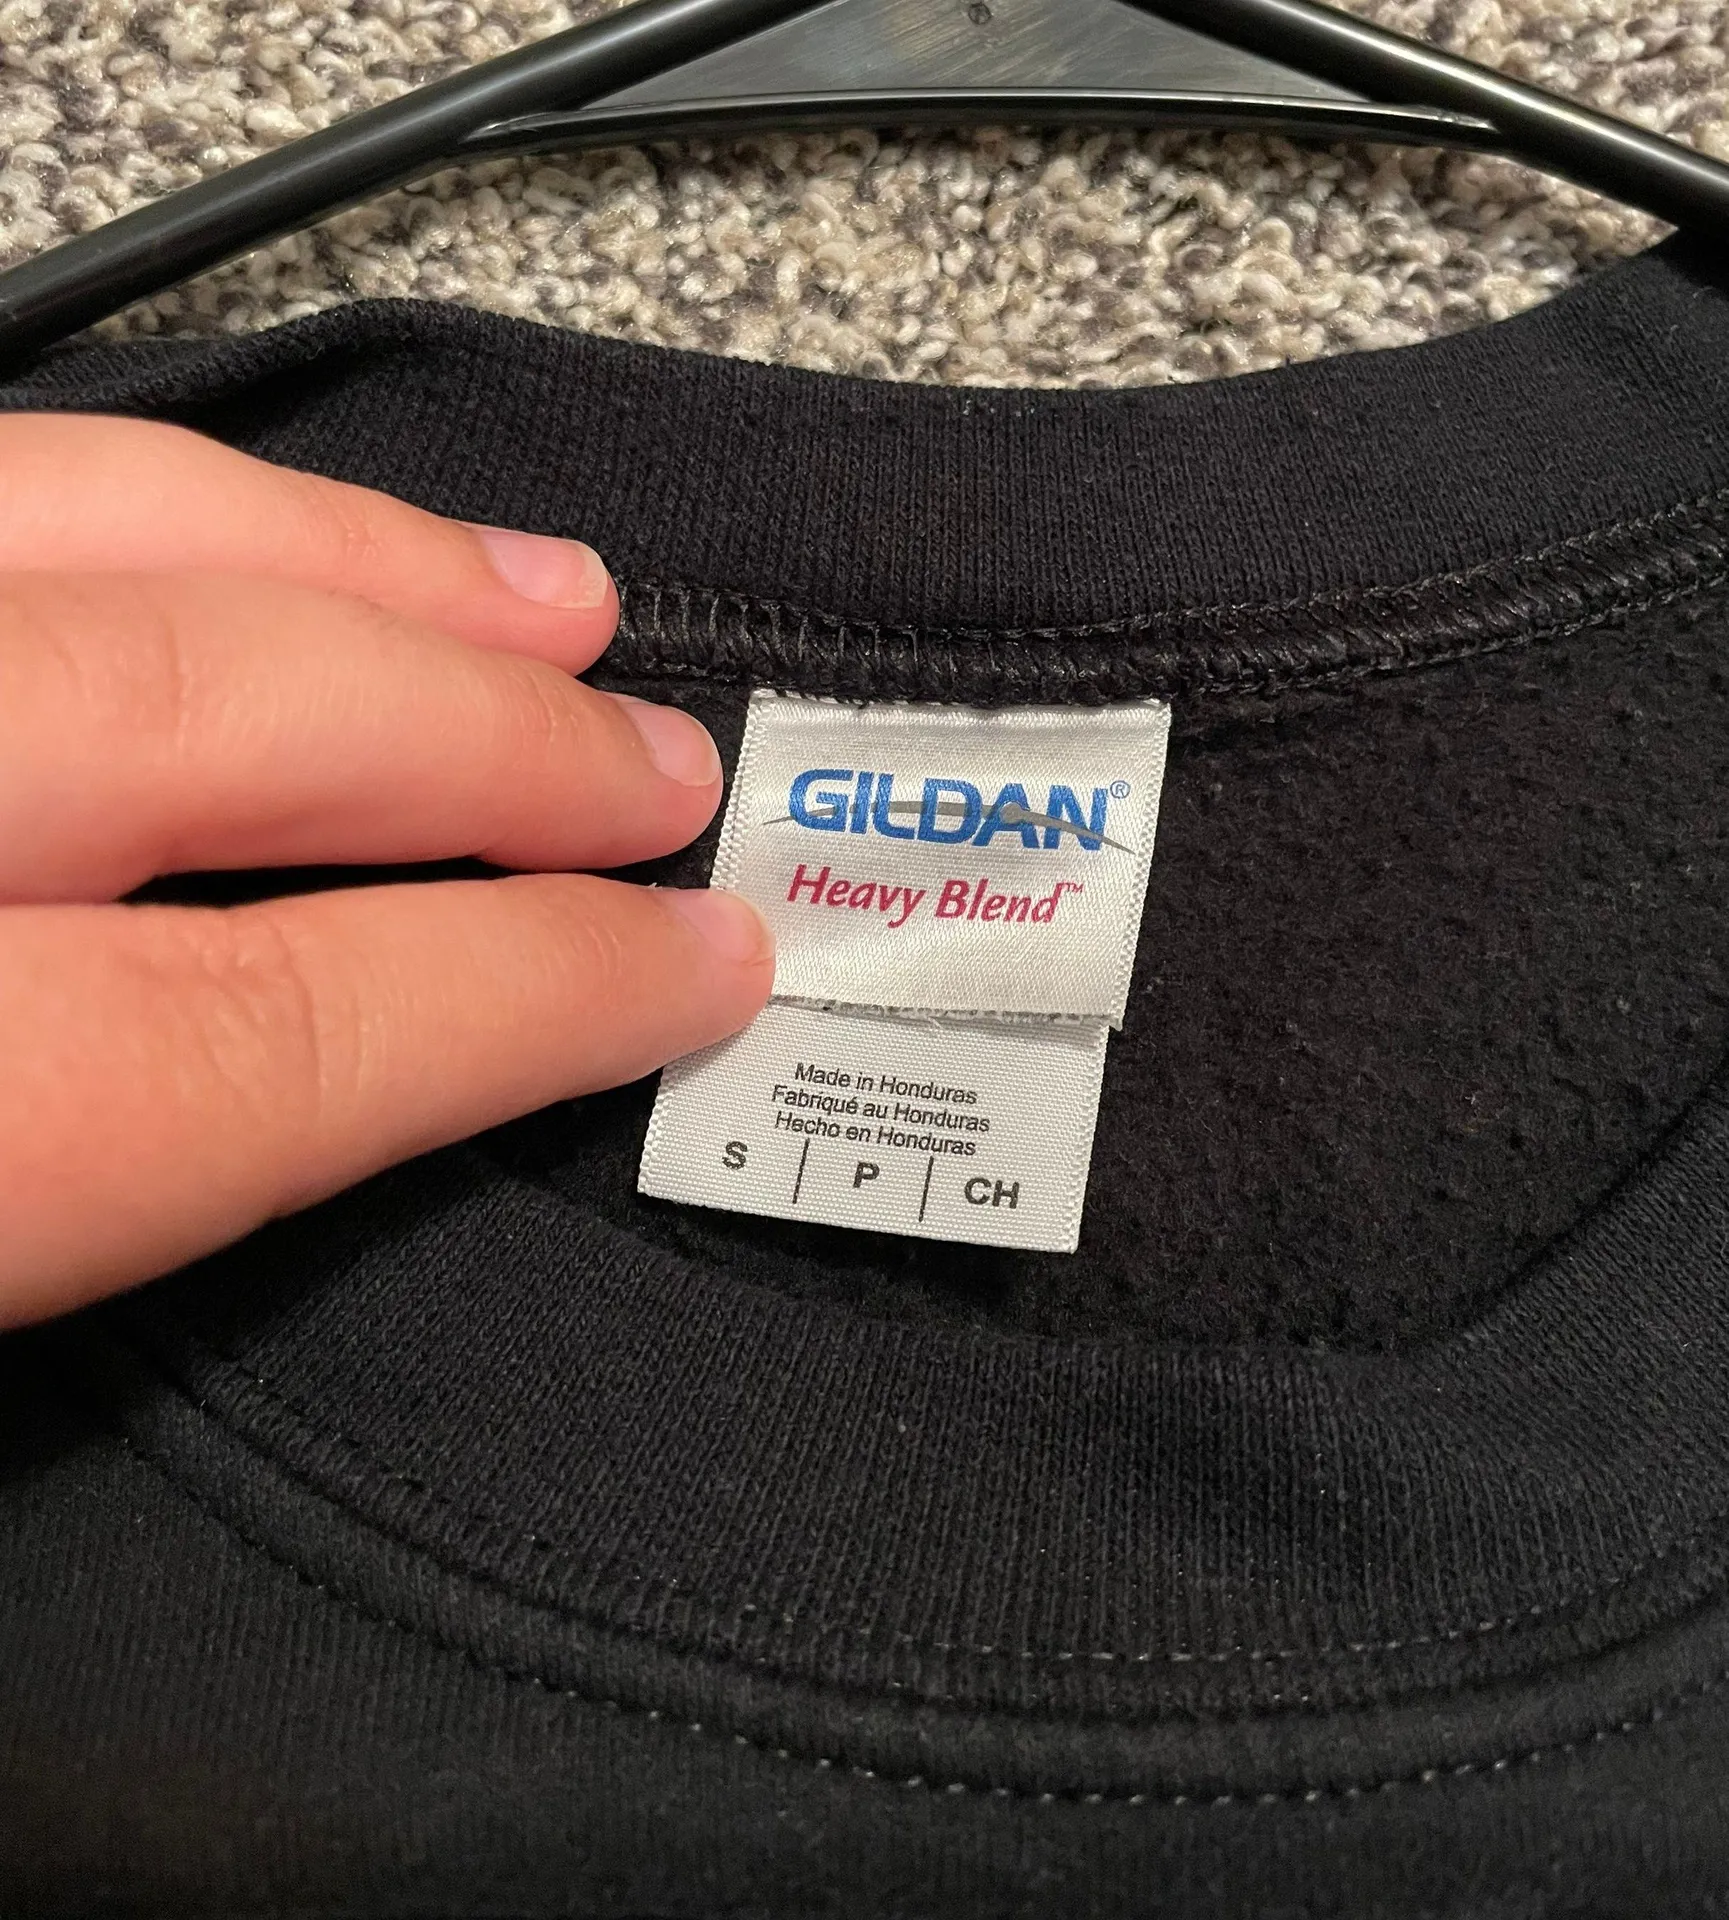 GILDAN®
Heavy Blend™
Made in Honduras
Fabriqué au Honduras
Hecho en Honduras
S | P | CH